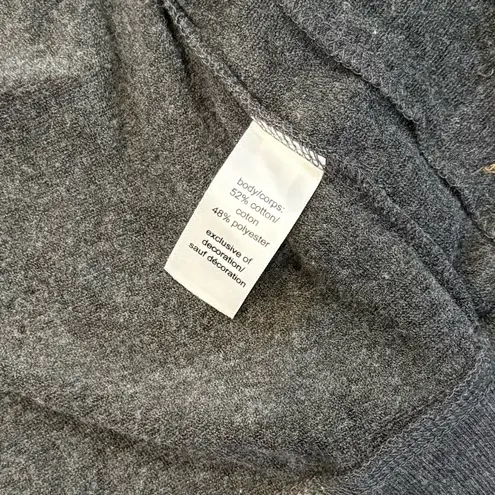 body/corps:
52% cotton/
coton
48% polyester
exclusive of
decoration/
sauf décoration